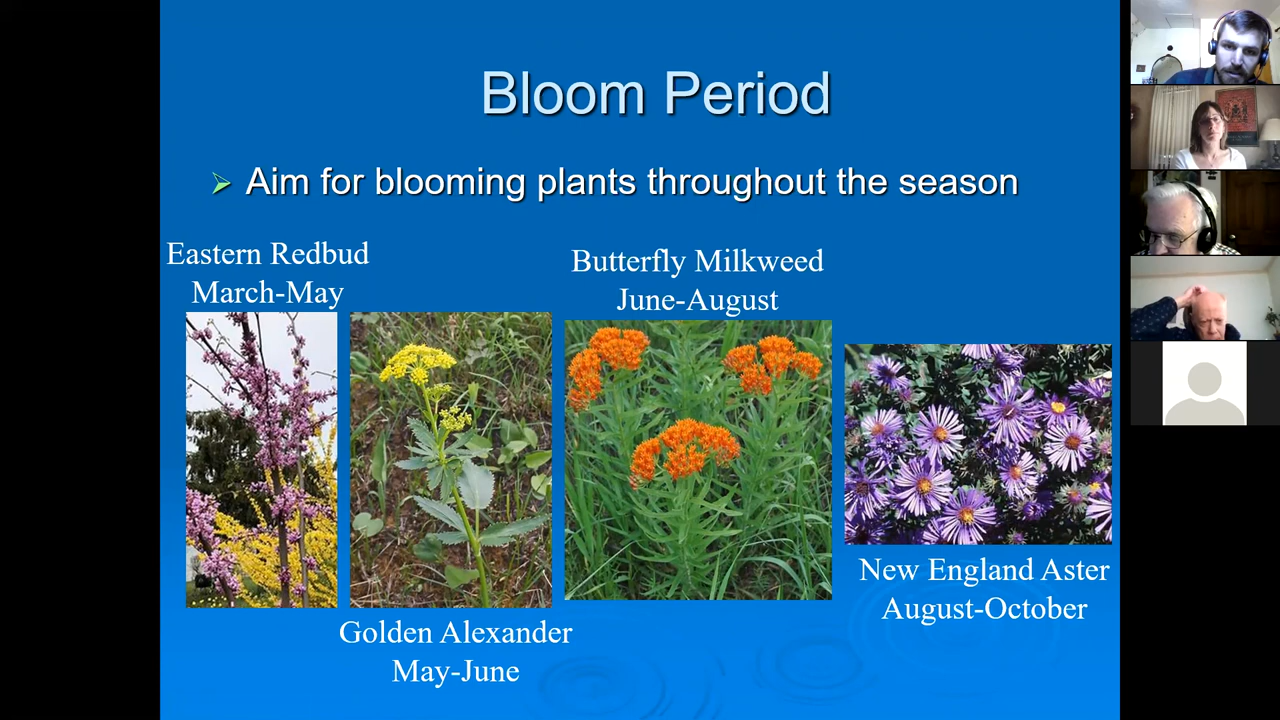 Bloom Period
Aim for blooming plants throughout the season
Eastern Redbud
March-May
Golden Alexander
May-June
Butterfly Milkweed
June-August
New England Aster
August-October